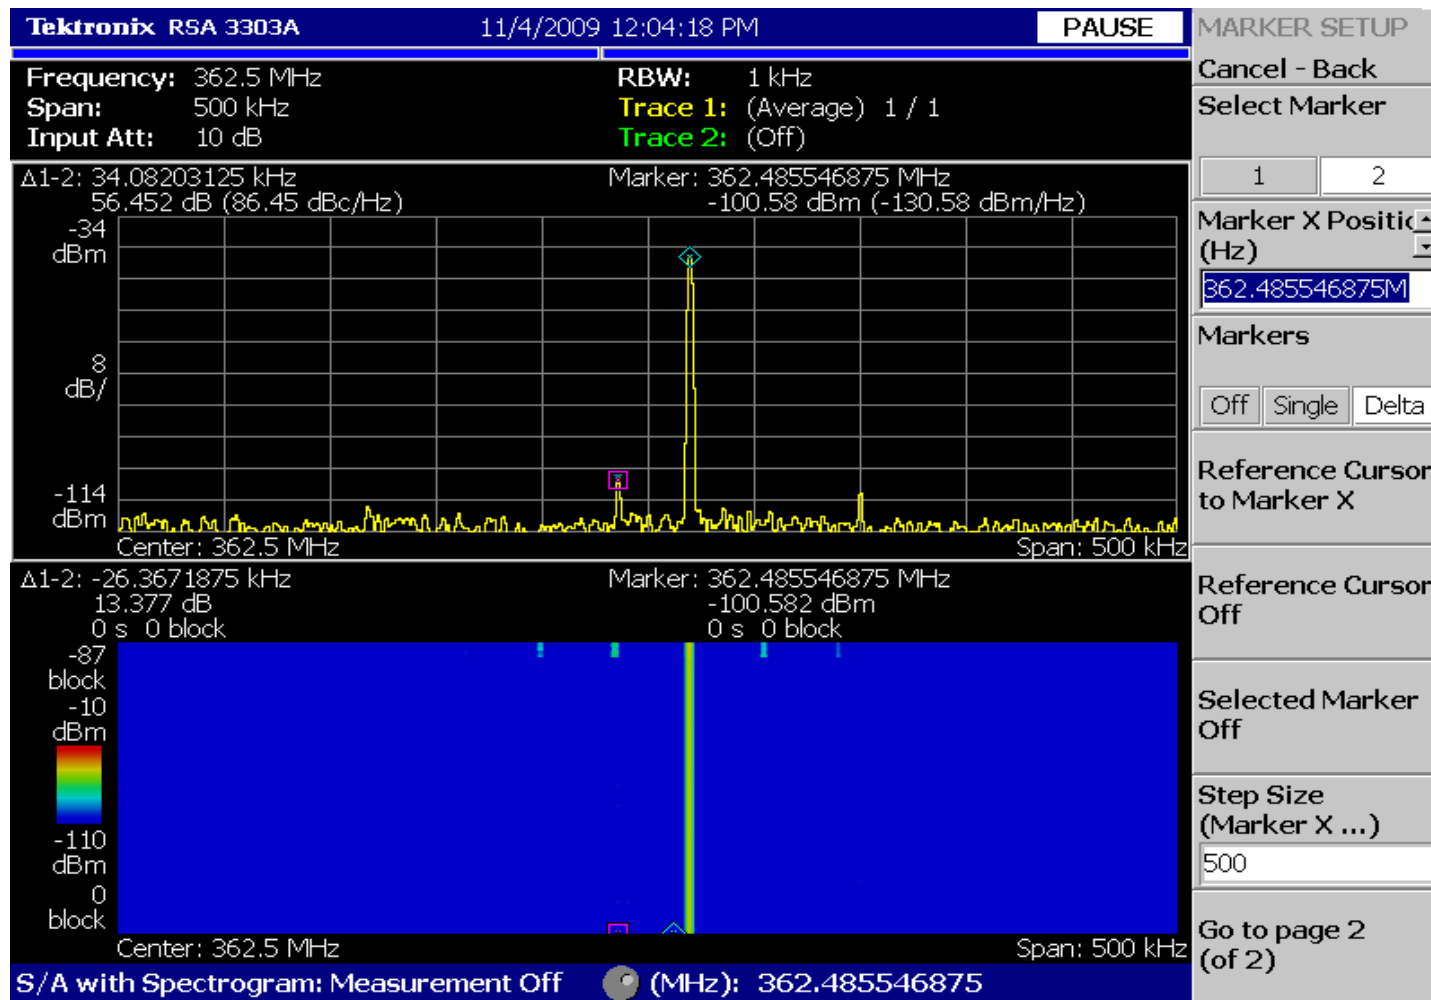 Tektronix RSA 3303A 11/4/2009 12:04:18 PM PAUSE
Frequency: 362.5 MHz RBW: 1 kHz
Span: 500 kHz Trace 1: (Average) 1 / 1
Input Att: 10 dB Trace 2: (Off)
Δ1-2: 34.08203125 kHz Marker: 362.485546875 MHz
56.452 dB (86.45 dBc/Hz) -100.58 dBm (-130.58 dBm/Hz)
-34
dBm
8
dB/
-114
dBm
Center: 362.5 MHz Span: 500 kHz
Δ1-2: -26.3671875 kHz Marker: 362.485546875 MHz
13.377 dB -100.582 dBm
0 s 0 block 0 s 0 block
-87
block
-10
dBm
-110
dBm
0
block
Center: 362.5 MHz Span: 500 kHz
S/A with Spectrogram: Measurement Off (MHz): 362.485546875
MARKER SETUP
Cancel - Back
Select Marker
1 2
Marker X Positic
(Hz)
362.485546875M
Markers
Off Single Delta
Reference Cursor
to Marker X
Reference Cursor
Off
Selected Marker
Off
Step Size
(Marker X ...)
500
Go to page 2
(of 2)